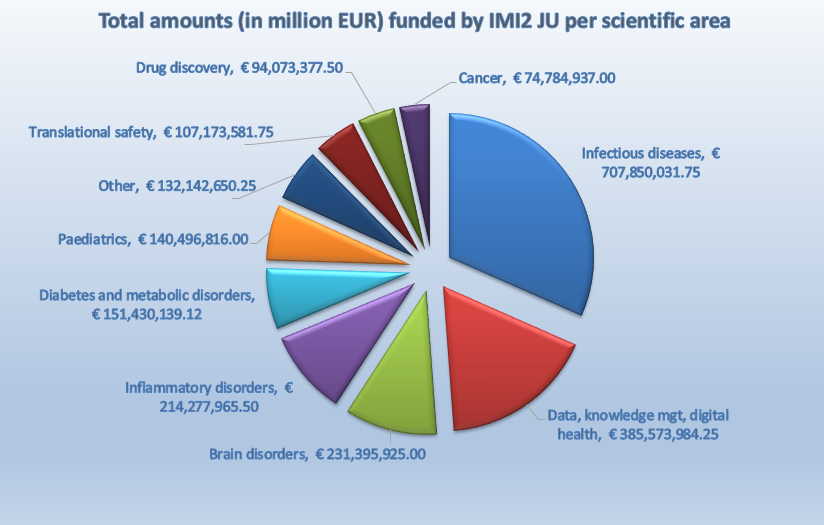 Total amounts (in million EUR) funded by IMI2 JU per scientific area
Drug discovery, € 94,073,377.50
Cancer, € 74,784,937.00
Translational safety, € 107,173,581.75
Infectious diseases, €
707,850,031.75
Other, € 132,142,650.25
Paediatrics, € 140,496,816.00
Diabetes and metabolic disorders,
€ 151,430,139.12
Inflammatory disorders, €
214,277,965.50
Data, knowledge mgt, digital
health, € 385,573,984.25
Brain disorders, € 231,395,925.00